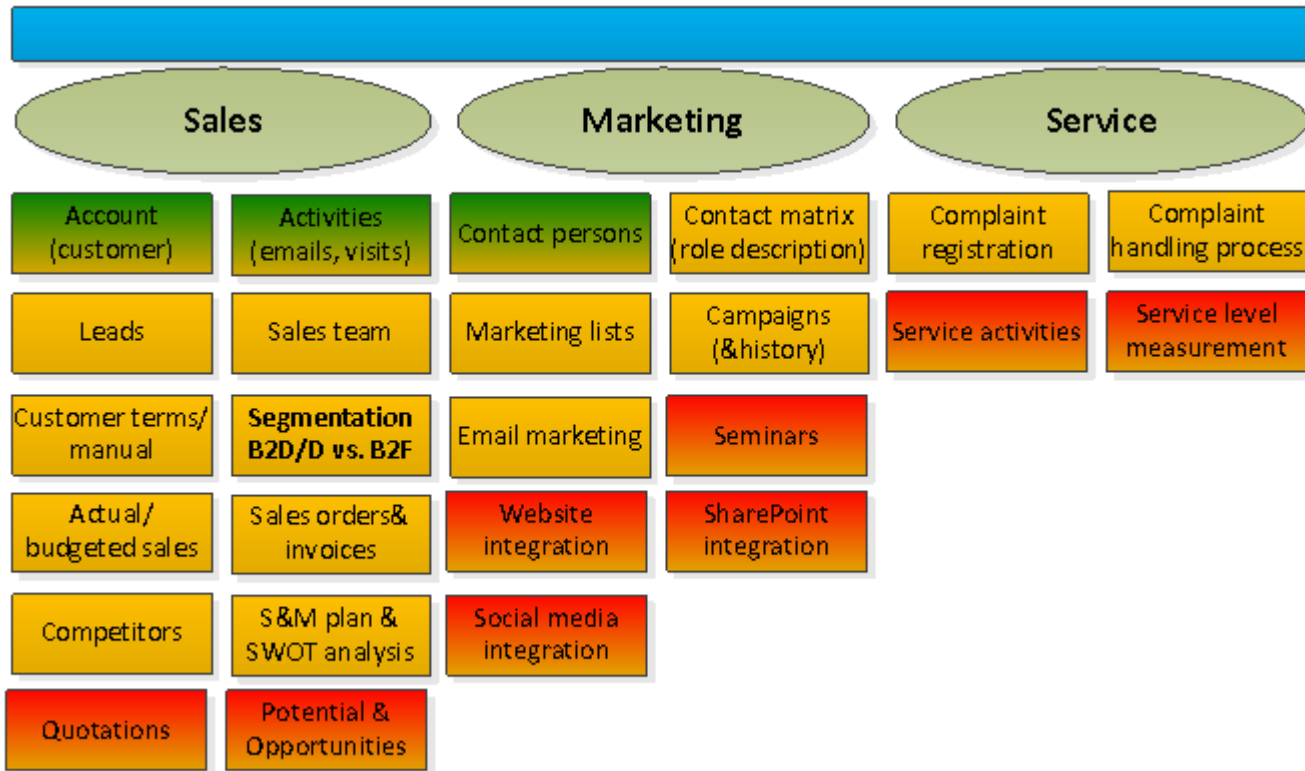 Sales
Marketing
Service
Account
(customer)
Activities
(emails, visits)
Contact persons
Contact matrix
(role description)
Complaint
registration
Complaint
handling process
Leads
Sales team
Marketing lists
Campaigns
(&history)
Service activities
Service level
measurement
Customer terms/
manual
Segmentation
B2D/D vs. B2F
Email marketing
Seminars
Actual/
budgeted sales
Sales orders&
invoices
Website
integration
SharePoint
integration
Competitors
S&M plan &
SWOT analysis
Social media
integration
Quotations
Potential &
Opportunities